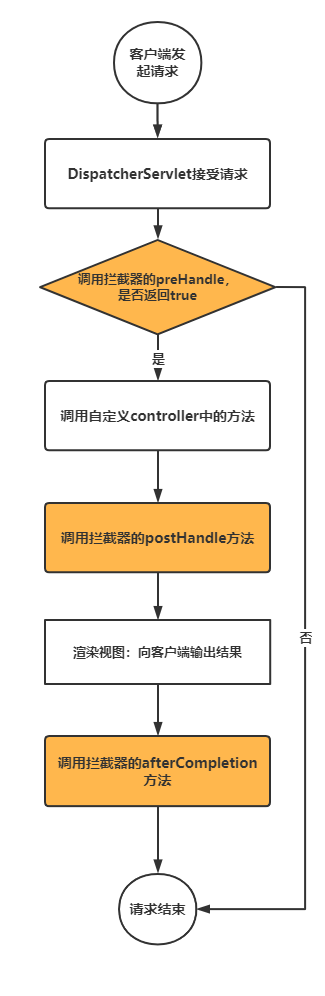 客户端发
起请求
DispatcherServlet接受请求
调用拦截器的preHandle，
是否返回true
是
调用自定义controller中的方法
调用拦截器的postHandle方法
否
渲染视图：向客户端输出结果
调用拦截器的afterCompletion
方法
请求结束